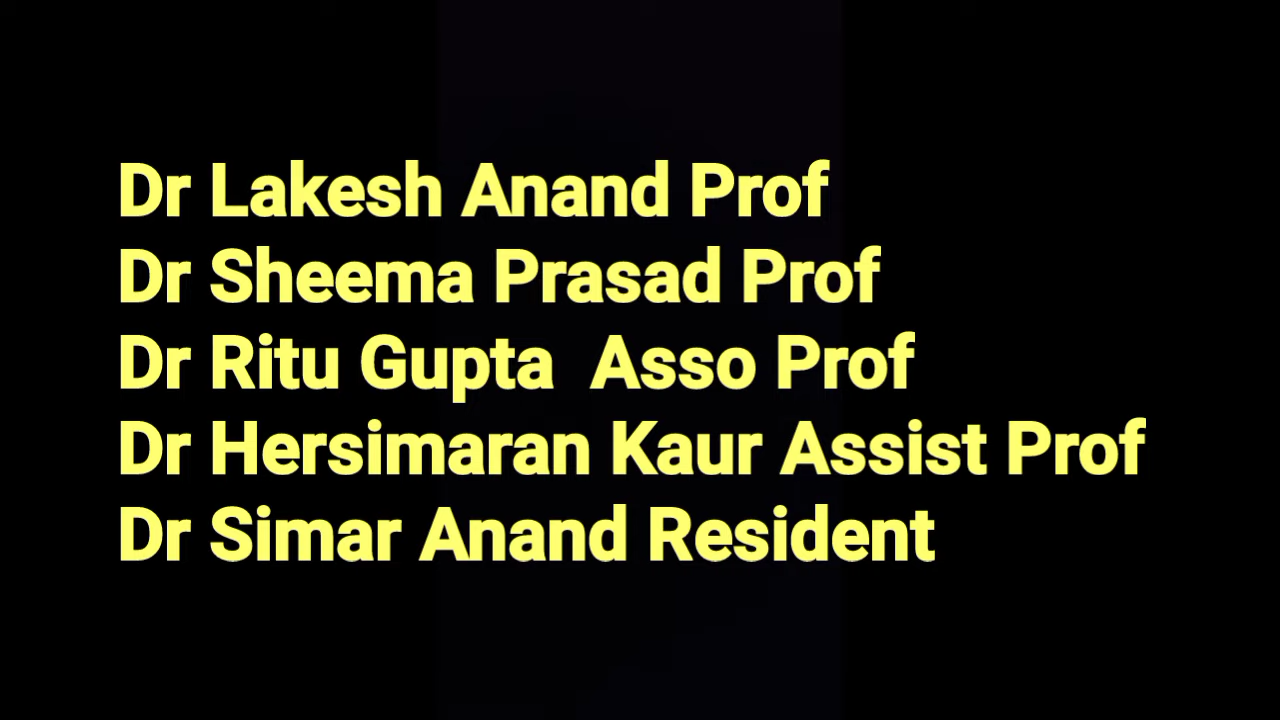 Dr Lakesh Anand Prof
Dr Sheema Prasad Prof
Dr Ritu Gupta  Asso Prof
Dr Hersimaran Kaur Assist Prof
Dr Simar Anand Resident